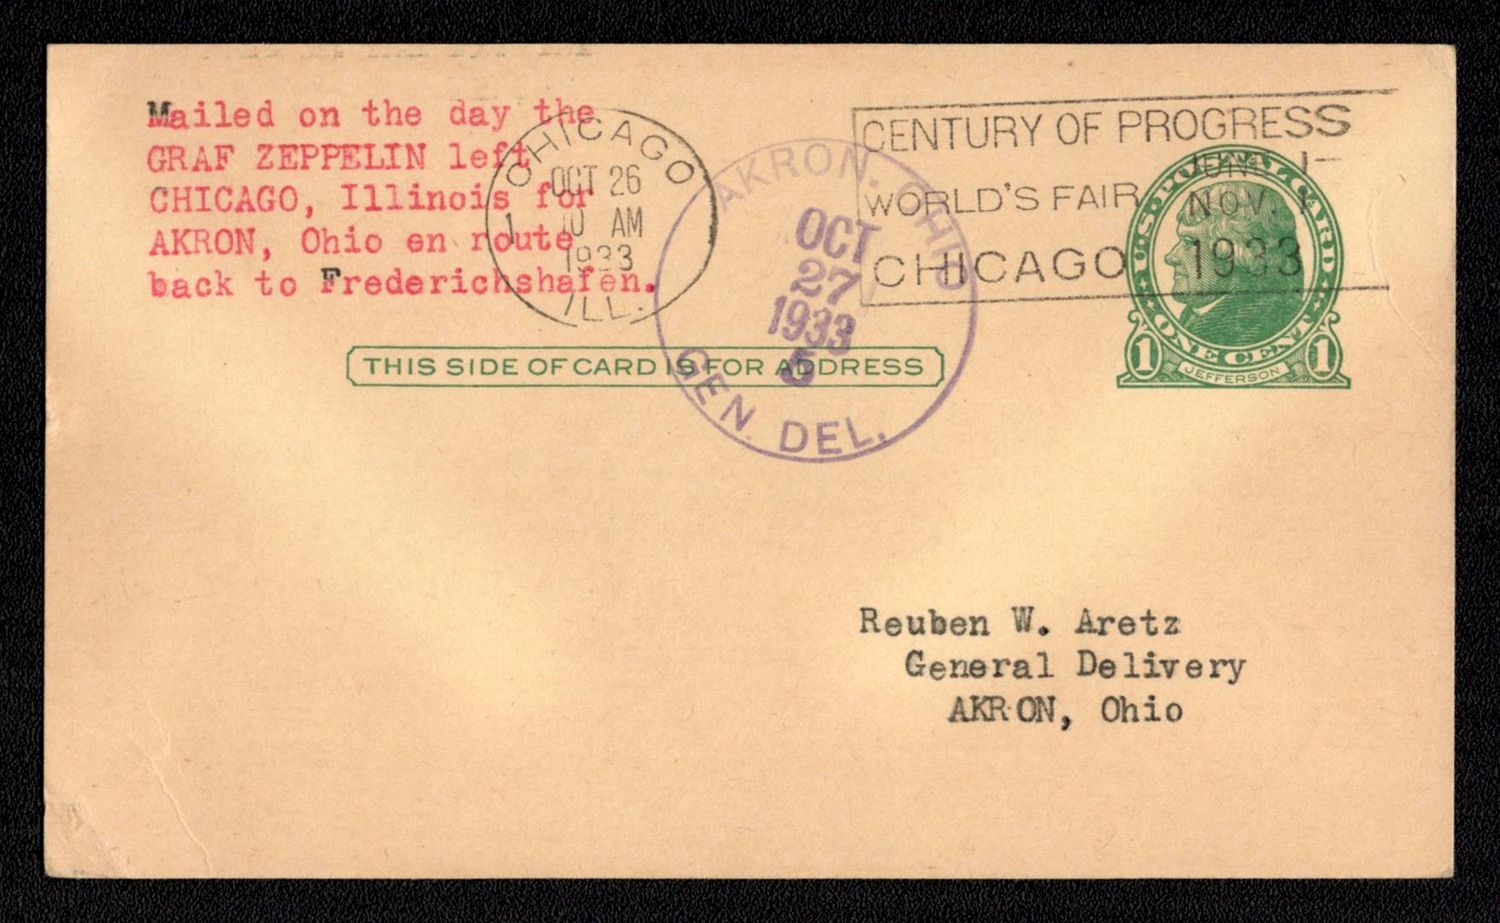 Mailed on the day the
GRAF ZEPPELIN left
CHICAGO, Illinois for
AKRON, Ohio en route
back to Frederichshafen.
CHICAGO
OCT 26
10 AM
1933
1
ILL.
AKRON, OHIO
OCT
27
1933
5
GEN. DEL.
CENTURY OF PROGRESS
JUNE 1-
WORLD'S FAIR NOV. 1
CHICAGO 1933
U.S. POSTAL CARD
ONE CENT
1 1
JEFFERSON
THIS SIDE OF CARD IS FOR ADDRESS
Reuben W. Aretz
General Delivery
AKRON, Ohio